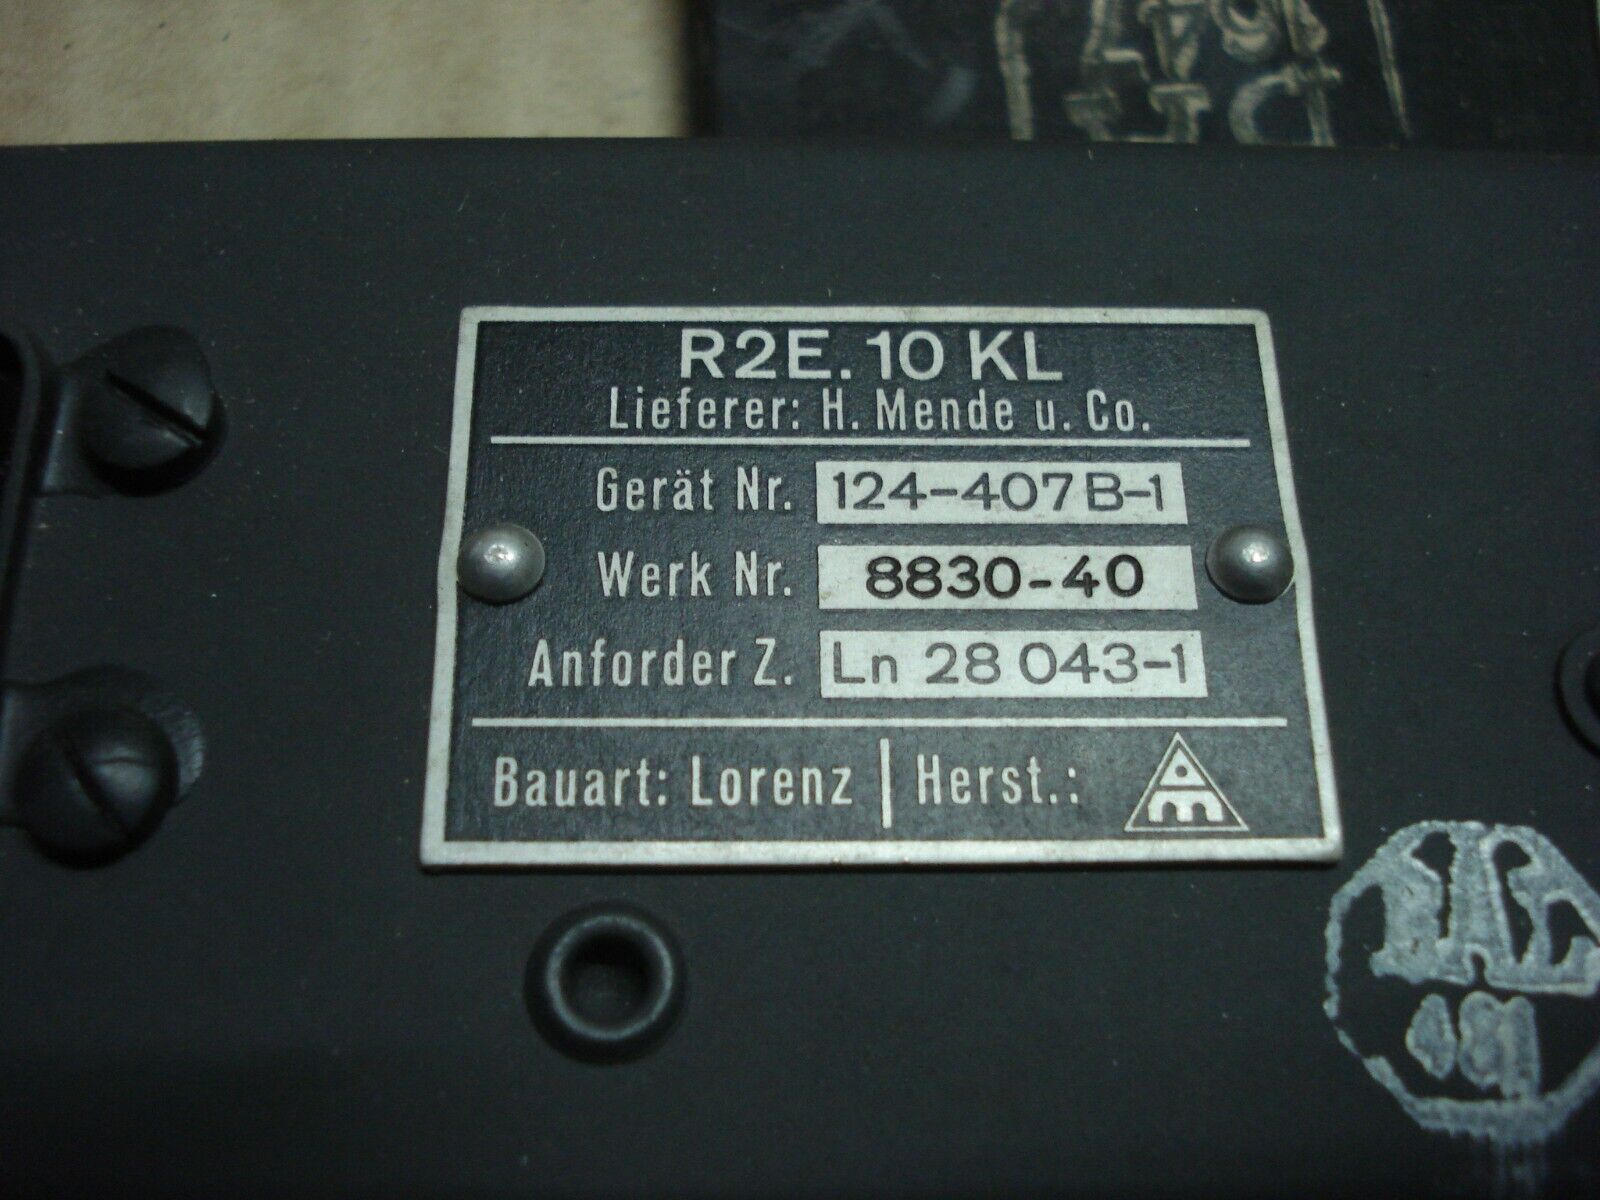 R2E. 10 KL
Lieferer: H. Mende u. Co.
Gerät Nr. 124-407 B-1
Werk Nr. 8830-40
Anforder Z. Ln 28 043-1
Bauart: Lorenz | Herst.: